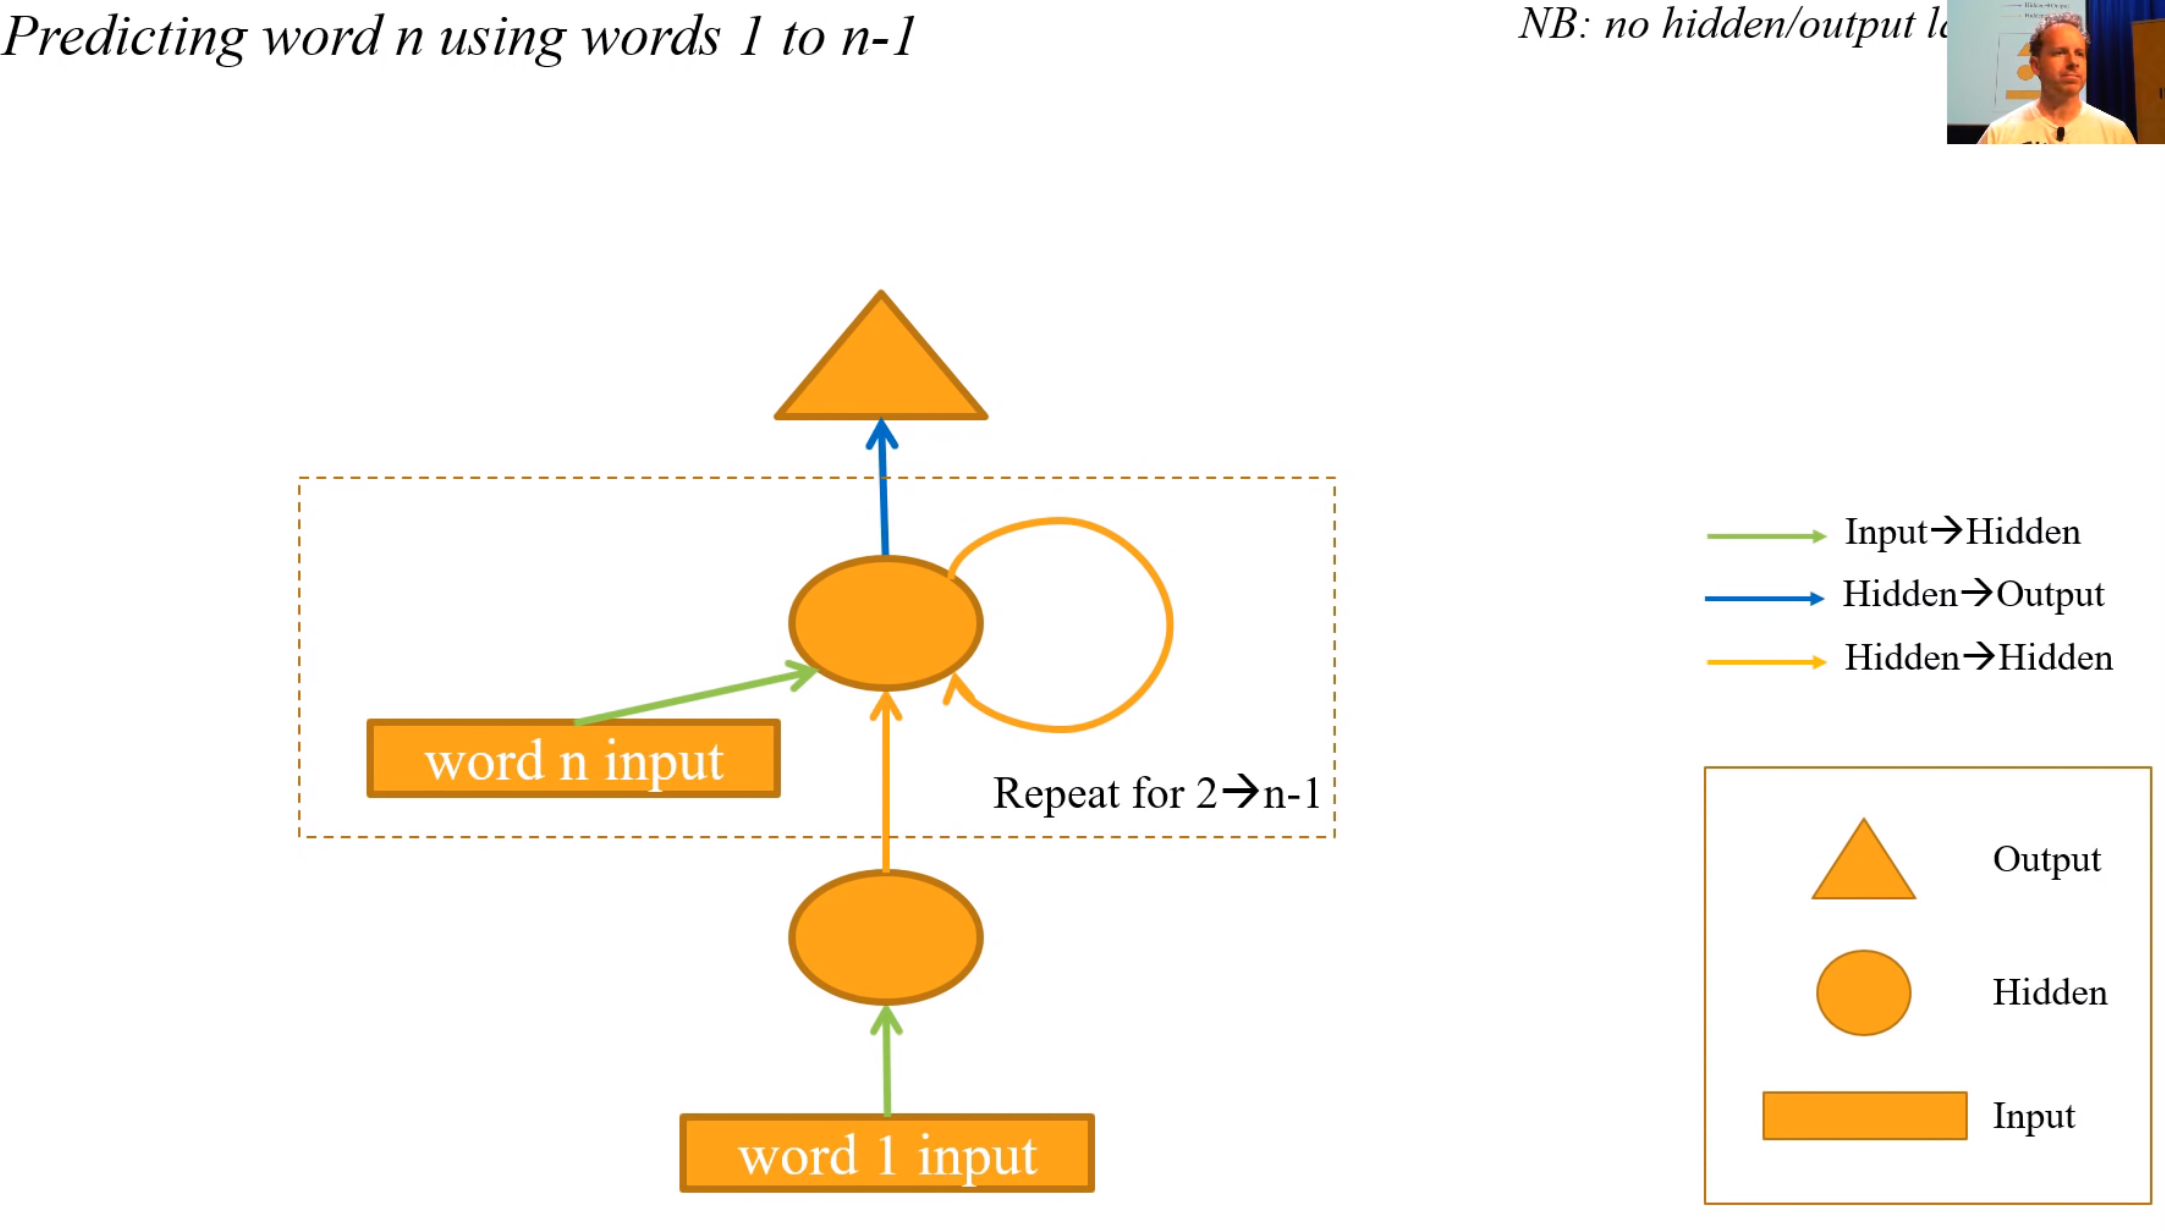 Predicting word n using words 1 to n-1
NB: no hidden/output
word n input
Repeat for 2→n-1
word 1 input
Input→Hidden
Hidden→Output
Hidden→Hidden
Output
Hidden
Input